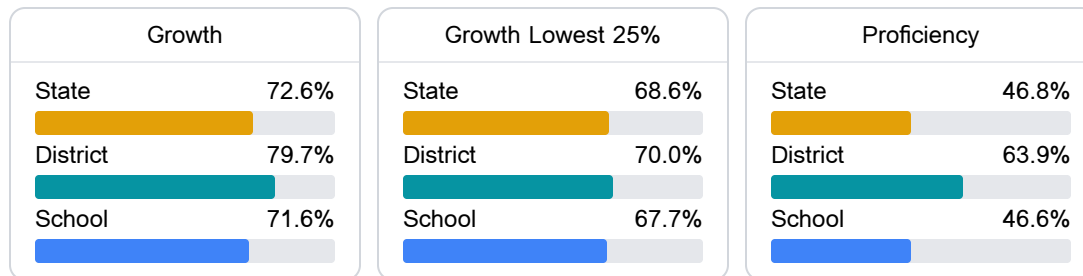 Growth
State 72.6%
District 79.7%
School 71.6%
Growth Lowest 25%
State 68.6%
District 70.0%
School 67.7%
Proficiency
State 46.8%
District 63.9%
School 46.6%